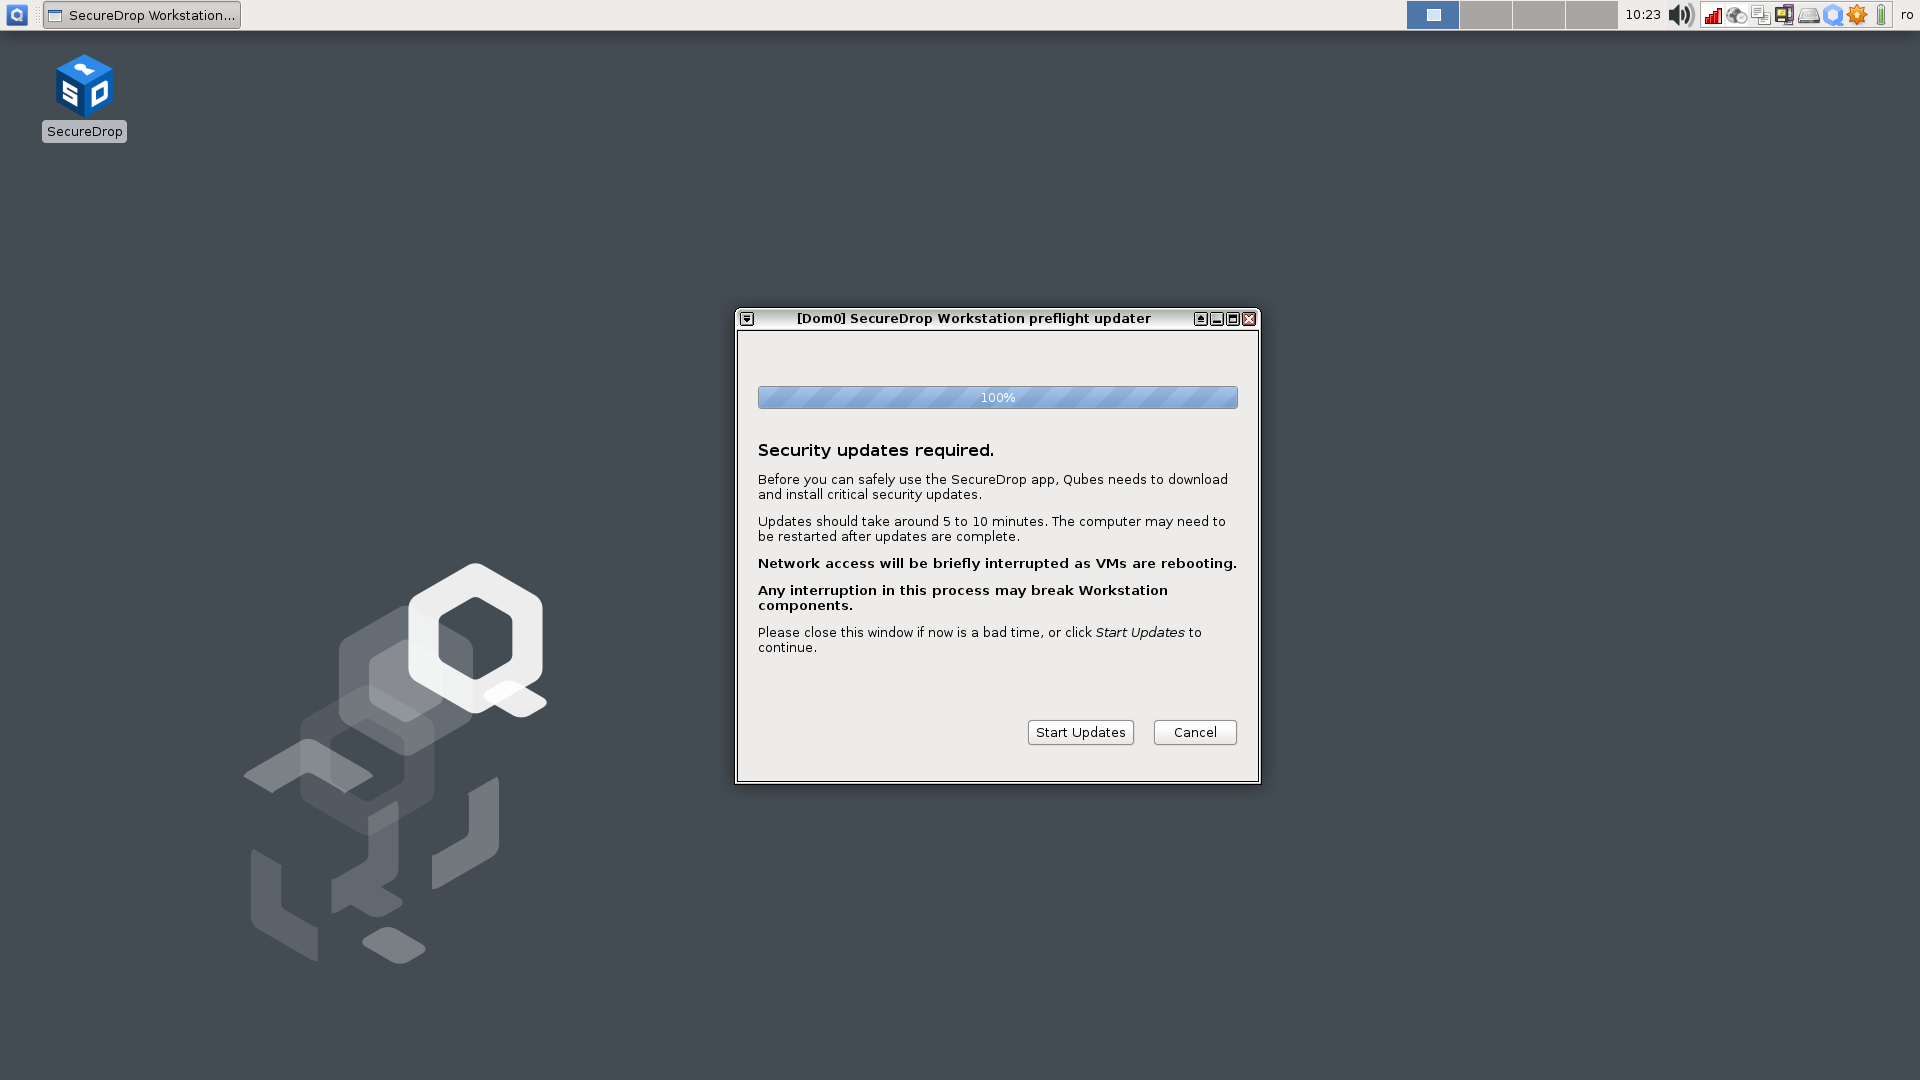 SecureDrop Workstation...
10:23
ro
SD
SecureDrop
[Dom0] SecureDrop Workstation preflight updater
100%
Security updates required.
Before you can safely use the SecureDrop app, Qubes needs to download
and install critical security updates.
Updates should take around 5 to 10 minutes. The computer may need to
be restarted after updates are complete.
Network access will be briefly interrupted as VMs are rebooting.
Any interruption in this process may break Workstation
components.
Please close this window if now is a bad time, or click Start Updates to
continue.
Start Updates
Cancel